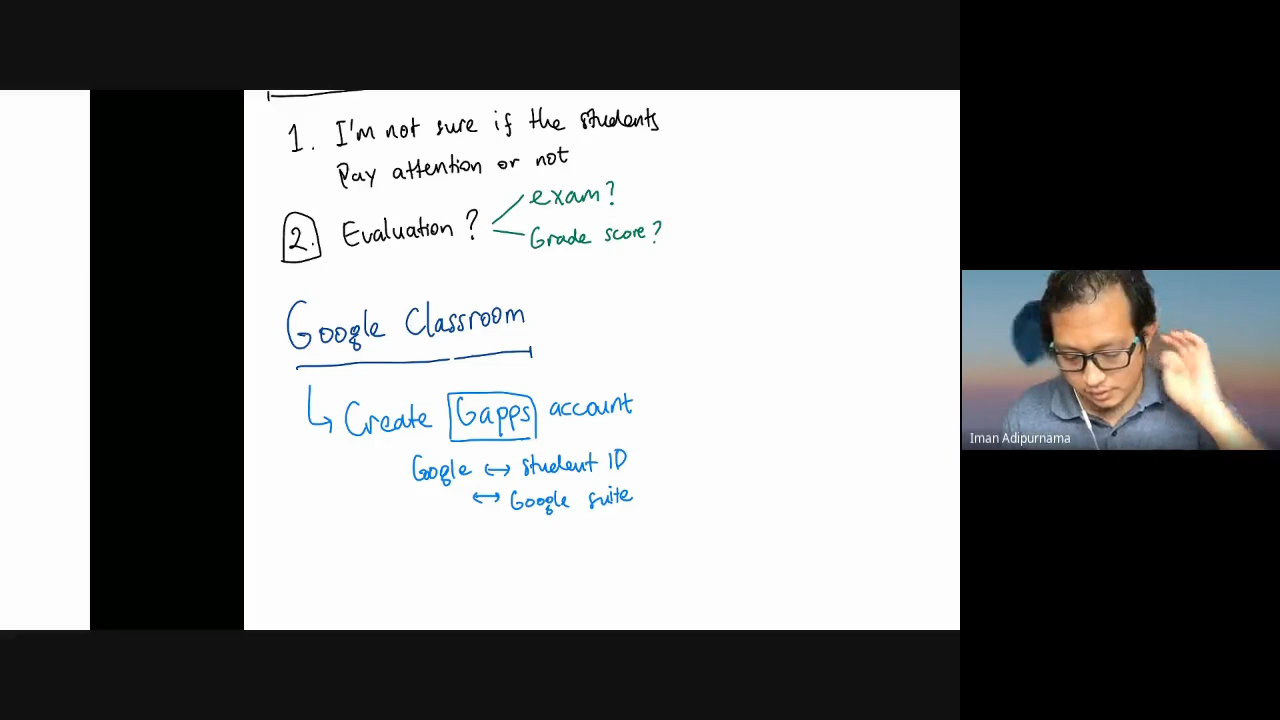 1. I'm not sure if the students
Pay attention or not
2. Evaluation?
exam?
Grade score?
Google Classroom
↳ Create Gapps account
Google ↔ student ID
↔ Google suite
Iman Adipurnama